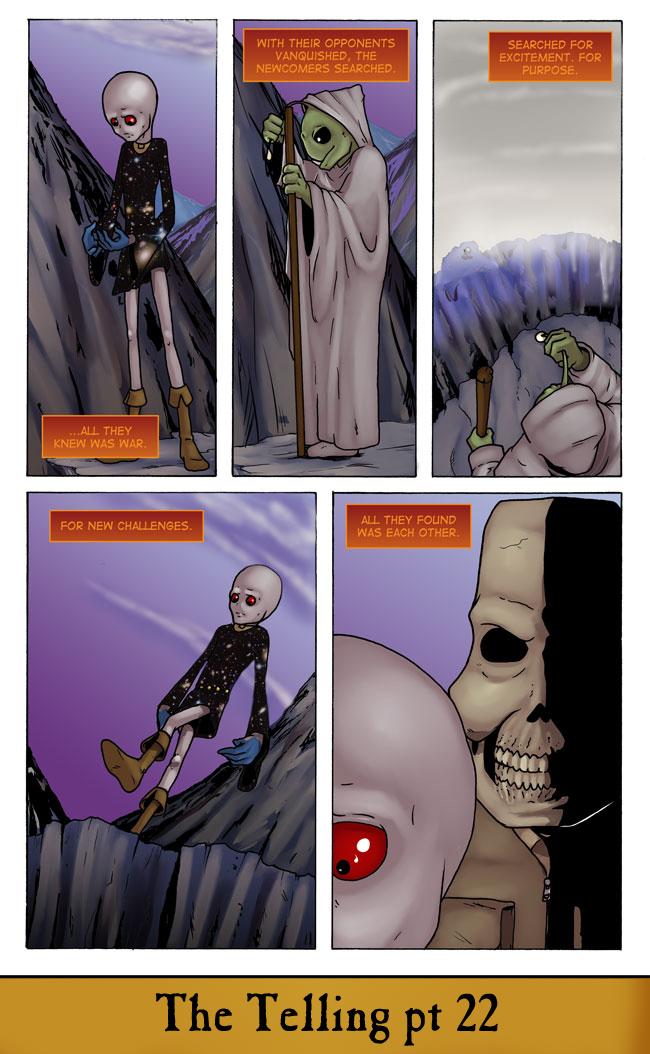 ...ALL THEY
KNEW WAS WAR.
WITH THEIR OPPONENTS
VANQUISHED, THE
NEWCOMERS SEARCHED.
SEARCHED FOR
EXCITEMENT. FOR
PURPOSE.
FOR NEW CHALLENGES.
ALL THEY FOUND
WAS EACH OTHER.
The Telling pt 22